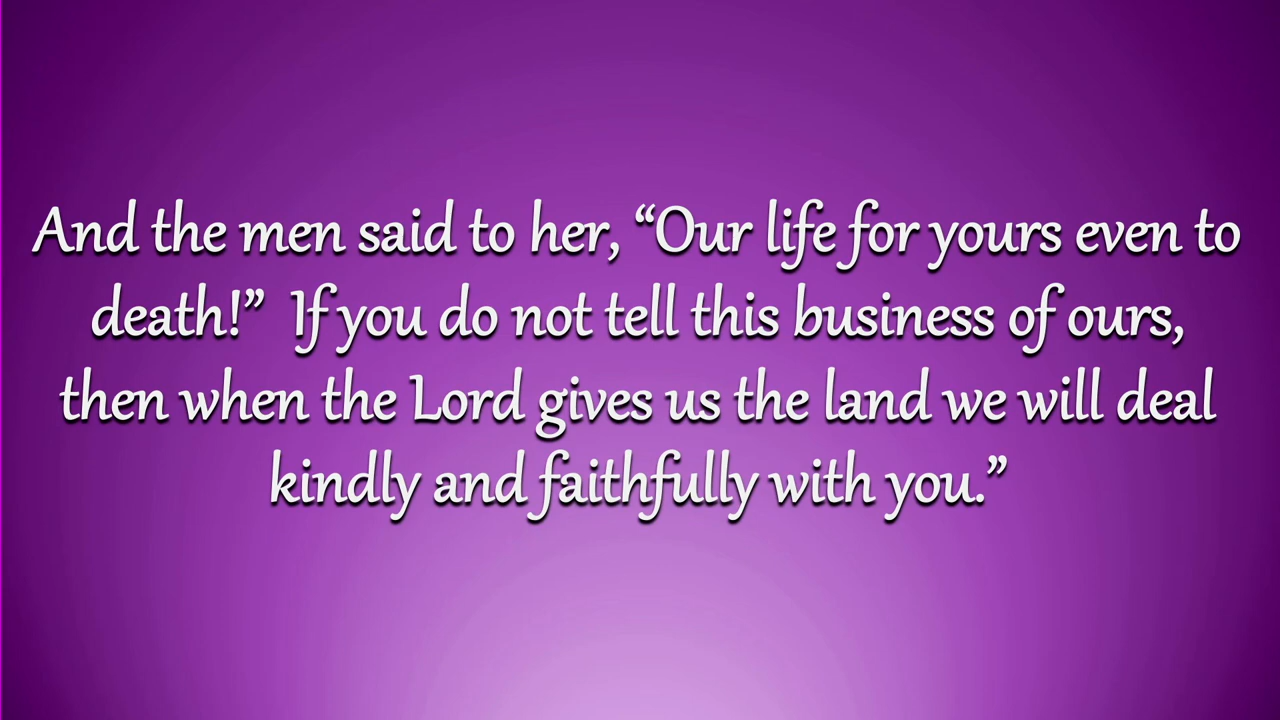 And the men said to her, “Our life for yours even to
death!”  If you do not tell this business of ours,
then when the Lord gives us the land we will deal
kindly and faithfully with you.”